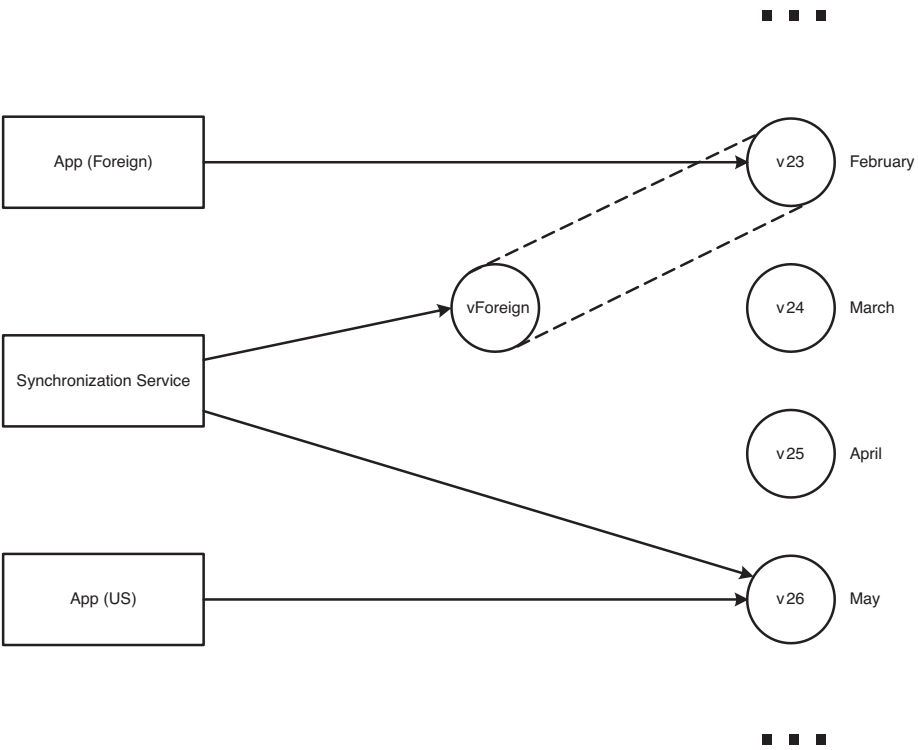 App (Foreign)
v23
February
vForeign
v24
March
Synchronization Service
v25
April
App (US)
v26
May